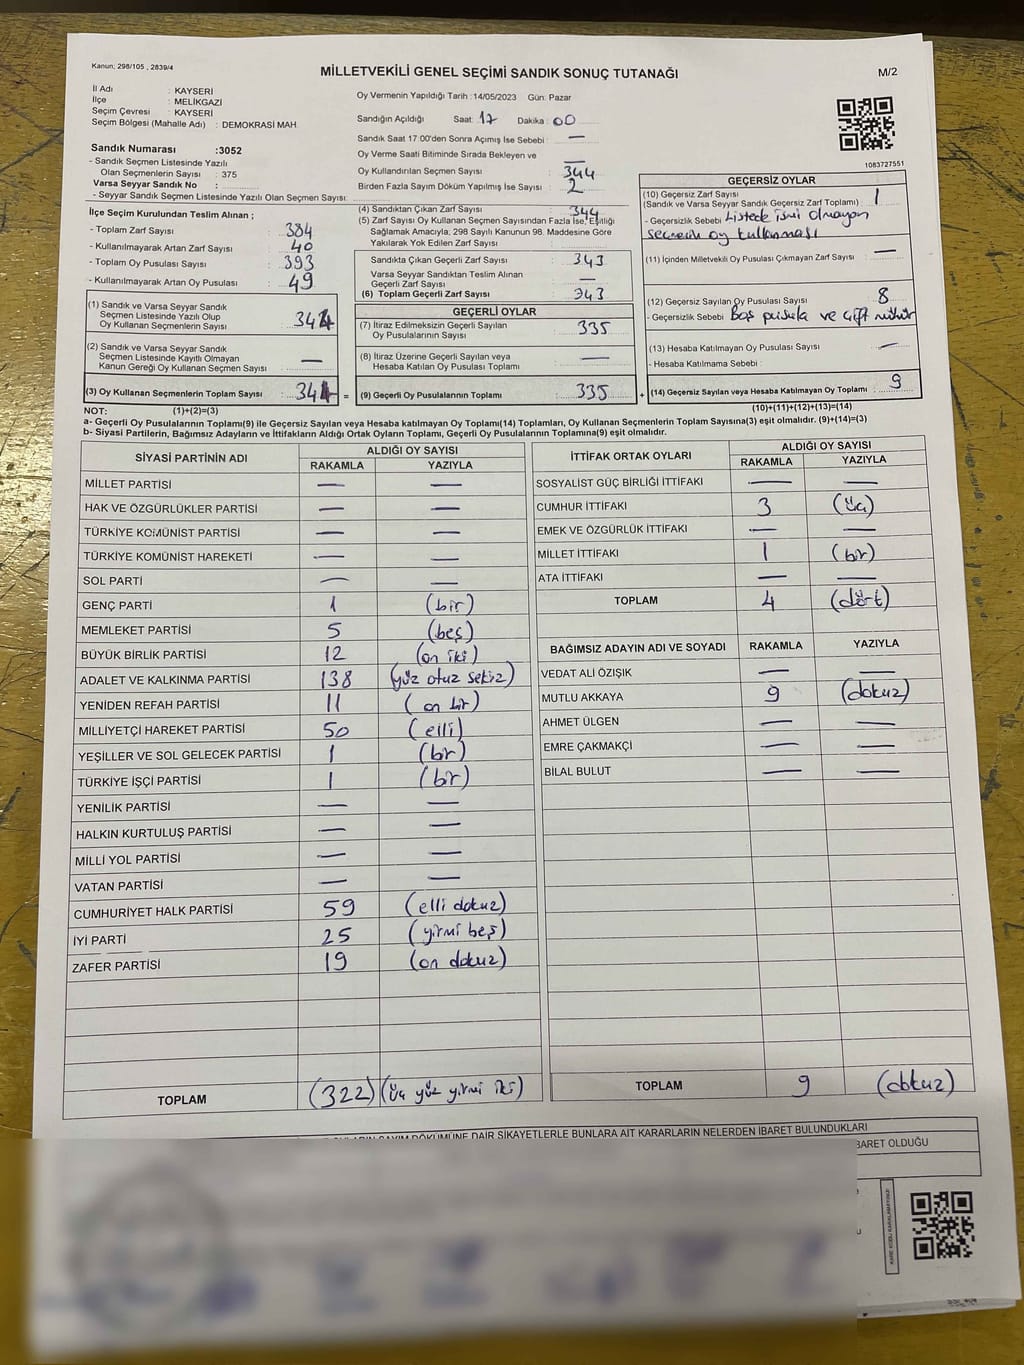 Kanun; 298/105 , 2839/4
MİLLETVEKİLİ GENEL SEÇİMİ SANDIK SONUÇ TUTANAĞI
M/2
İl Adı : KAYSERİ
İlçe : MELİKGAZİ
Seçim Çevresi : KAYSERİ
Seçim Bölgesi (Mahalle Adı) : DEMOKRASİ MAH.
Sandık Numarası :3052
- Sandık Seçmen Listesinde Yazılı
Olan Seçmenlerin Sayısı : 375
Varsa Seyyar Sandık No :
- Seyyar Sandık Seçmen Listesinde Yazılı Olan Seçmen Sayısı:
Oy Vermenin Yapıldığı Tarih :14/05/2023 Gün: Pazar
Sandığın Açıldığı Saat: 17 Dakika : 00
Sandık Saat 17:00'den Sonra Açımış İse Sebebi : —
Oy Verme Saati Bitiminde Sırada Bekleyen ve
Oy Kullandırılan Seçmen Sayısı : —
Birden Fazla Sayım Döküm Yapılmış İse Sayısı : 344 2
1083727551
İlçe Seçim Kurulundan Teslim Alınan ;
- Toplam Zarf Sayısı : 384
- Kullanılmayarak Artan Zarf Sayısı : 40
- Toplam Oy Pusulası Sayısı : 393
- Kullanılmayarak Artan Oy Pusulası : 49
(1) Sandık ve Varsa Seyyar Sandık
Seçmen Listesinde Yazılı Olup
Oy Kullanan Seçmenlerin Sayısı : 344
(2) Sandık ve Varsa Seyyar Sandık
Seçmen Listesinde Kayıtlı Olmayan
Kanun Gereği Oy Kullanan Seçmen Sayısı : —
(3) Oy Kullanan Seçmenlerin Toplam Sayısı : 344 =
(4) Sandıktan Çıkan Zarf Sayısı : 344
(5) Zarf Sayısı Oy Kullanan Seçmen Sayısından Fazla İse, Eşitliği
Sağlamak Amacıyla, 298 Sayılı Kanunun 98. Maddesine Göre
Yakılarak Yok Edilen Zarf Sayısı :
Sandıkta Çıkan Geçerli Zarf Sayısı : 343
Varsa Seyyar Sandıktan Teslim Alınan
Geçerli Zarf Sayısı : —
(6) Toplam Geçerli Zarf Sayısı : 343
GEÇERLİ OYLAR
(7) İtiraz Edilmeksizin Geçerli Sayılan
Oy Pusulalarının Sayısı : 335
(8) İtiraz Üzerine Geçerli Sayılan veya
Hesaba Katılan Oy Pusulası Toplamı : —
(9) Geçerli Oy Pusulalarının Toplamı : 335 +
GEÇERSİZ OYLAR
(10) Geçersiz Zarf Sayısı : 1
(Sandık ve Varsa Seyyar Sandık Geçersiz Zarf Toplamı)
- Geçersizlik Sebebi : Listede ismi olmayan
seçmenin oy kullanması
(11) İçinden Milletvekili Oy Pusulası Çıkmayan Zarf Sayısı : —
(12) Geçersiz Sayılan Oy Pusulası Sayısı : 8
- Geçersizlik Sebebi : Boş pusula ve çift mühür
(13) Hesaba Katılmayan Oy Pusulası Sayısı : —
- Hesaba Katılmama Sebebi :
(14) Geçersiz Sayılan veya Hesaba Katılmayan Oy Toplamı : 9
NOT: (1)+(2)=(3)
(10)+(11)+(12)+(13)=(14)
a- Geçerli Oy Pusulalarının Toplamı(9) ile Geçersiz Sayılan veya Hesaba katılmayan Oy Toplamı(14) Toplamları, Oy Kullanan Seçmenlerin Toplam Sayısına(3) eşit olmalıdır. (9)+(14)=(3)
b- Siyasi Partilerin, Bağımsız Adayların ve İttifakların Aldığı Ortak Oyların Toplamı, Geçerli Oy Pusulalarının Toplamına(9) eşit olmalıdır.
SİYASİ PARTİNİN ADI
ALDIĞI OY SAYISI
RAKAMLA YAZIYLA
MİLLET PARTİSİ — —
HAK VE ÖZGÜRLÜKLER PARTİSİ — —
TÜRKİYE KOMÜNİST PARTİSİ — —
TÜRKİYE KOMÜNİST HAREKETİ — —
SOL PARTİ — —
GENÇ PARTİ 1 (bir)
MEMLEKET PARTİSİ 5 (beş)
BÜYÜK BİRLİK PARTİSİ 12 (on iki)
ADALET VE KALKINMA PARTİSİ 138 (yüz otuz sekiz)
YENİDEN REFAH PARTİSİ 11 (on bir)
MİLLİYETÇİ HAREKET PARTİSİ 50 (elli)
YEŞİLLER VE SOL GELECEK PARTİSİ 1 (bir)
TÜRKİYE İŞÇİ PARTİSİ 1 (bir)
YENİLİK PARTİSİ — —
HALKIN KURTULUŞ PARTİSİ — —
MİLLİ YOL PARTİSİ — —
VATAN PARTİSİ — —
CUMHURİYET HALK PARTİSİ 59 (elli dokuz)
İYİ PARTİ 25 (yirmi beş)
ZAFER PARTİSİ 19 (on dokuz)
TOPLAM (322) (üç yüz yirmi iki)
İTTİFAK ORTAK OYLARI
ALDIĞI OY SAYISI
RAKAMLA YAZIYLA
SOSYALİST GÜÇ BİRLİĞİ İTTİFAKI — —
CUMHUR İTTİFAKI 3 (üç)
EMEK VE ÖZGÜRLÜK İTTİFAKI — —
MİLLET İTTİFAKI 1 (bir)
ATA İTTİFAKI — —
TOPLAM 4 (dört)
BAĞIMSIZ ADAYIN ADI VE SOYADI RAKAMLA YAZIYLA
VEDAT ALİ ÖZIŞIK — —
MUTLU AKKAYA 9 (dokuz)
AHMET ÜLGEN — —
EMRE ÇAKMAKÇİ — —
BİLAL BULUT — —
TOPLAM 9 (dokuz)
SAYIM DÖKÜMÜNE DAİR ŞİKAYETLERLE BUNLARA AİT KARARLARIN NELERDEN İBARET BULUNDUKLARI
OLDUĞU